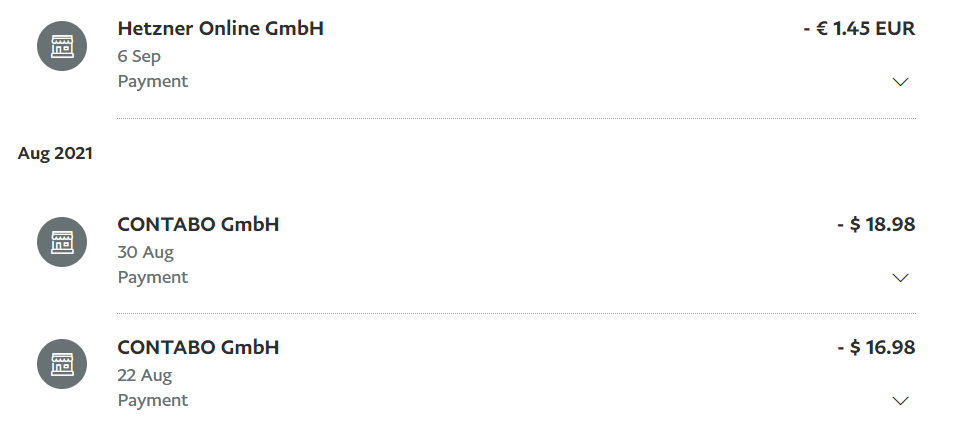 Hetzner Online GmbH
- € 1.45 EUR
6 Sep
Payment
Aug 2021
CONTABO GmbH
- $ 18.98
30 Aug
Payment
CONTABO GmbH
- $ 16.98
22 Aug
Payment